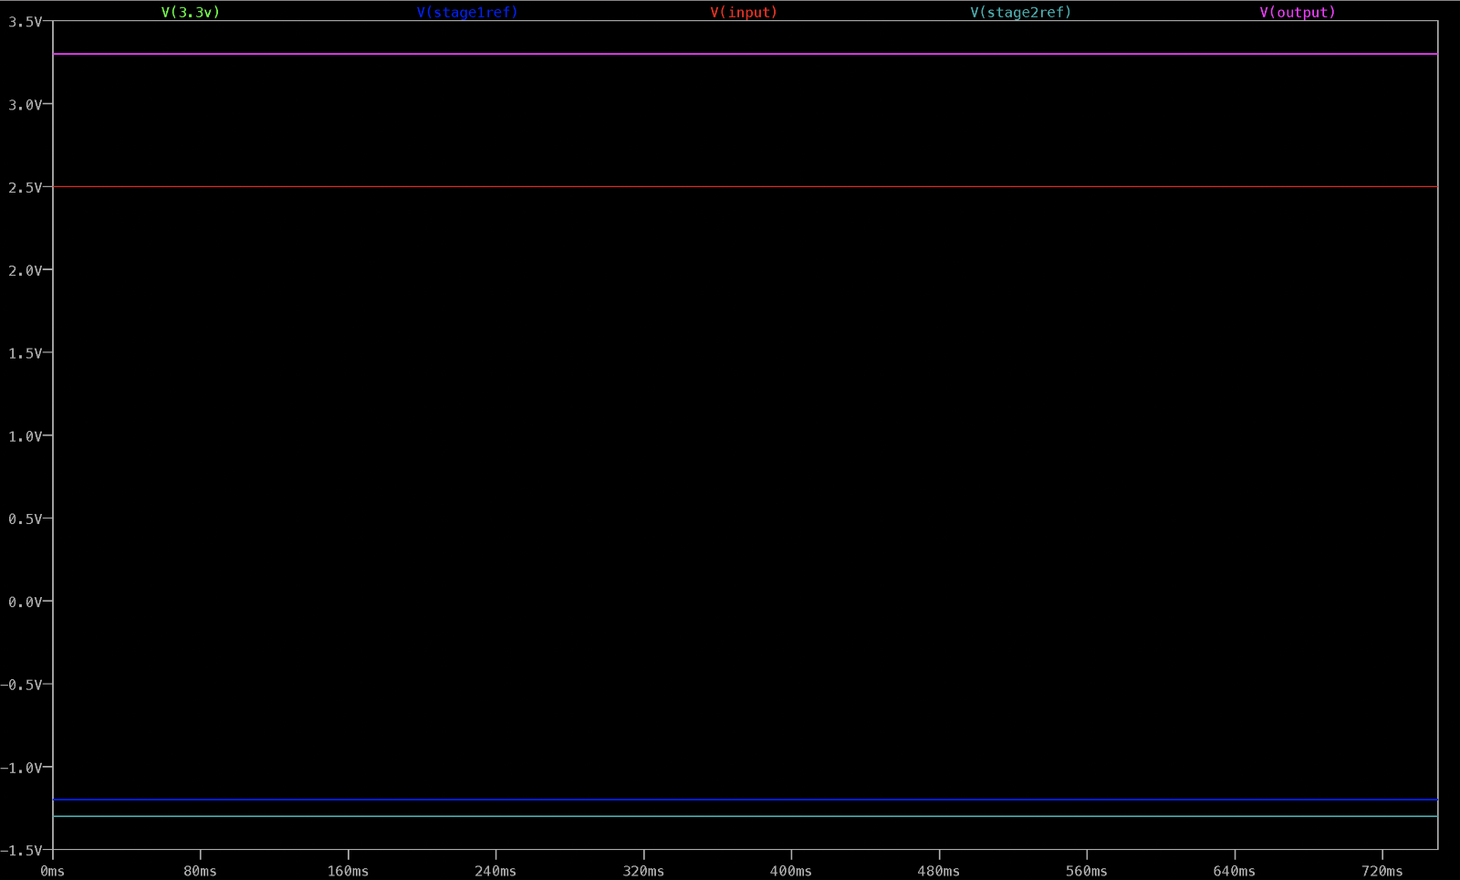 V(3.3v) V(stage1ref) V(input) V(stage2ref) V(output)
3.5V
3.0V
2.5V
2.0V
1.5V
1.0V
0.5V
0.0V
-0.5V
-1.0V
-1.5V
0ms 80ms 160ms 240ms 320ms 400ms 480ms 560ms 640ms 720ms